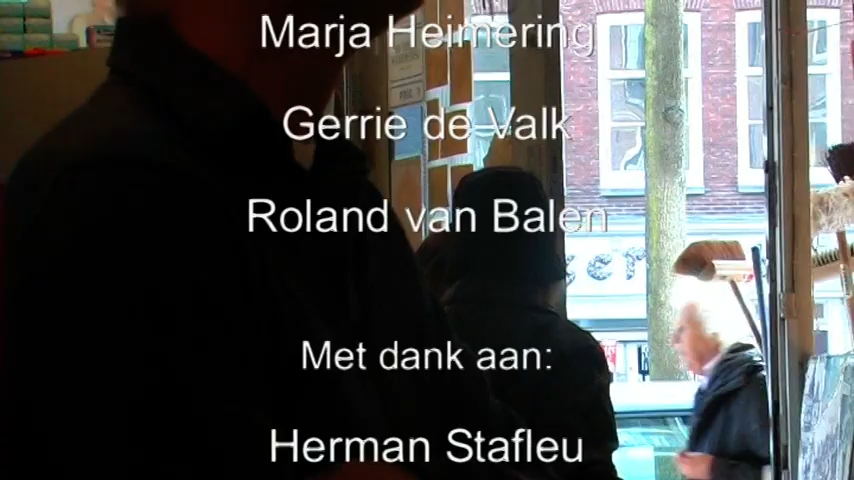 Marja Heimering
Gerrie de Valk
Roland van Balen
Met dank aan:
Herman Stafleu